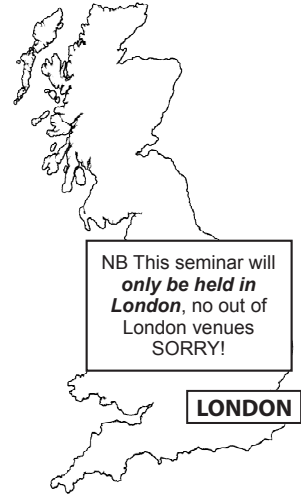 NB This seminar will
only be held in
London, no out of
London venues
SORRY!
LONDON